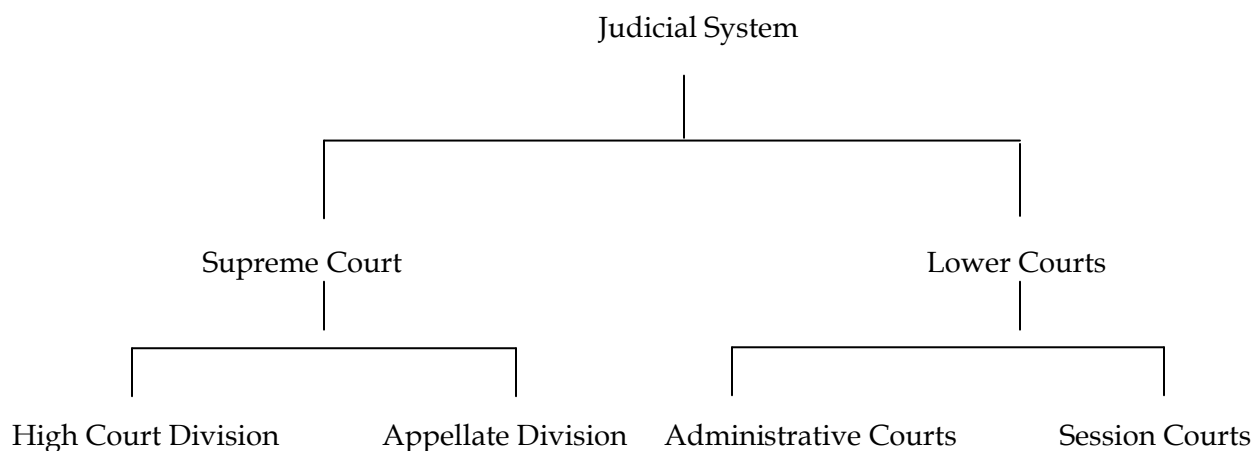 Judicial System
Supreme Court
Lower Courts
High Court Division
Appellate Division
Administrative Courts
Session Courts